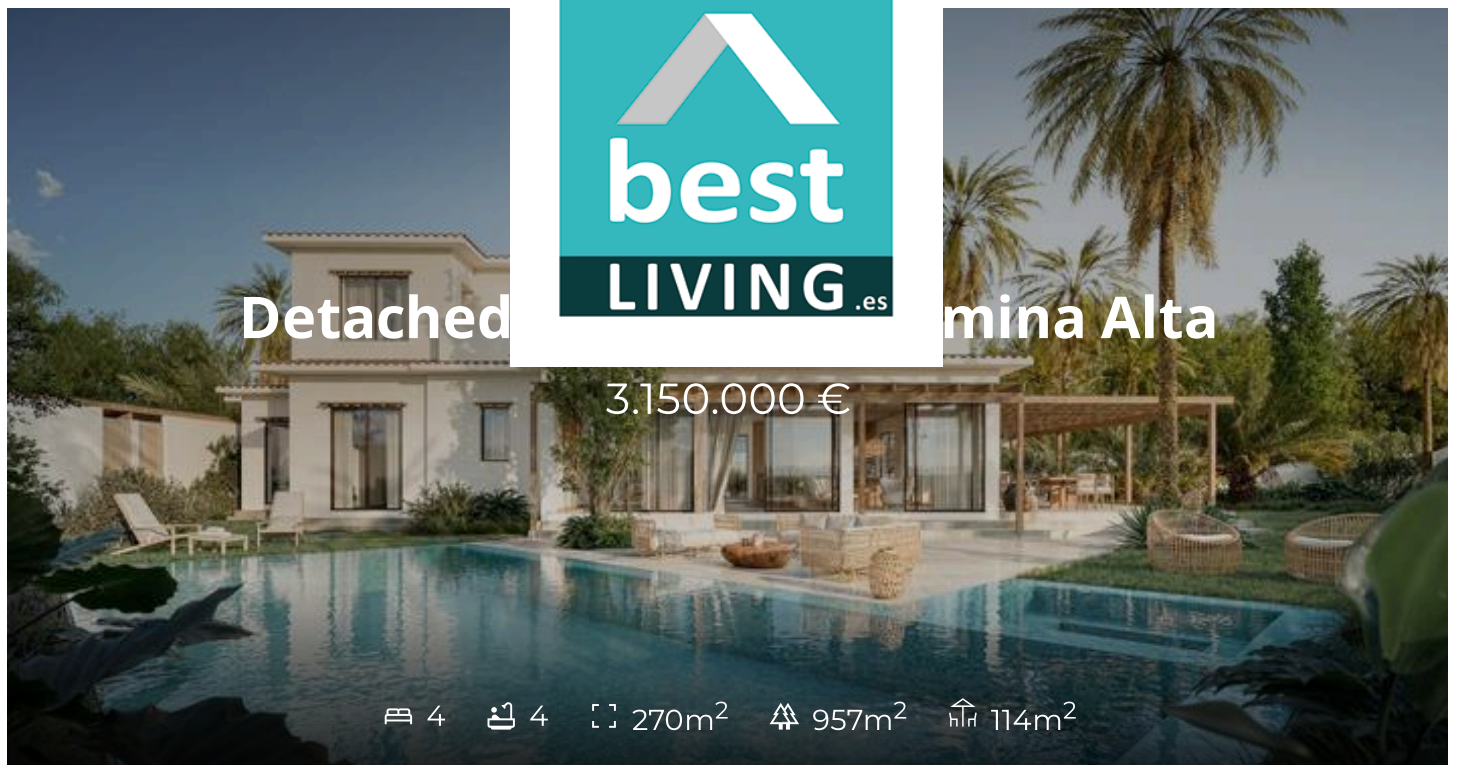 best
LIVING.es
Detached mina Alta
3.150.000 €
4 4 270m² 957m² 114m²